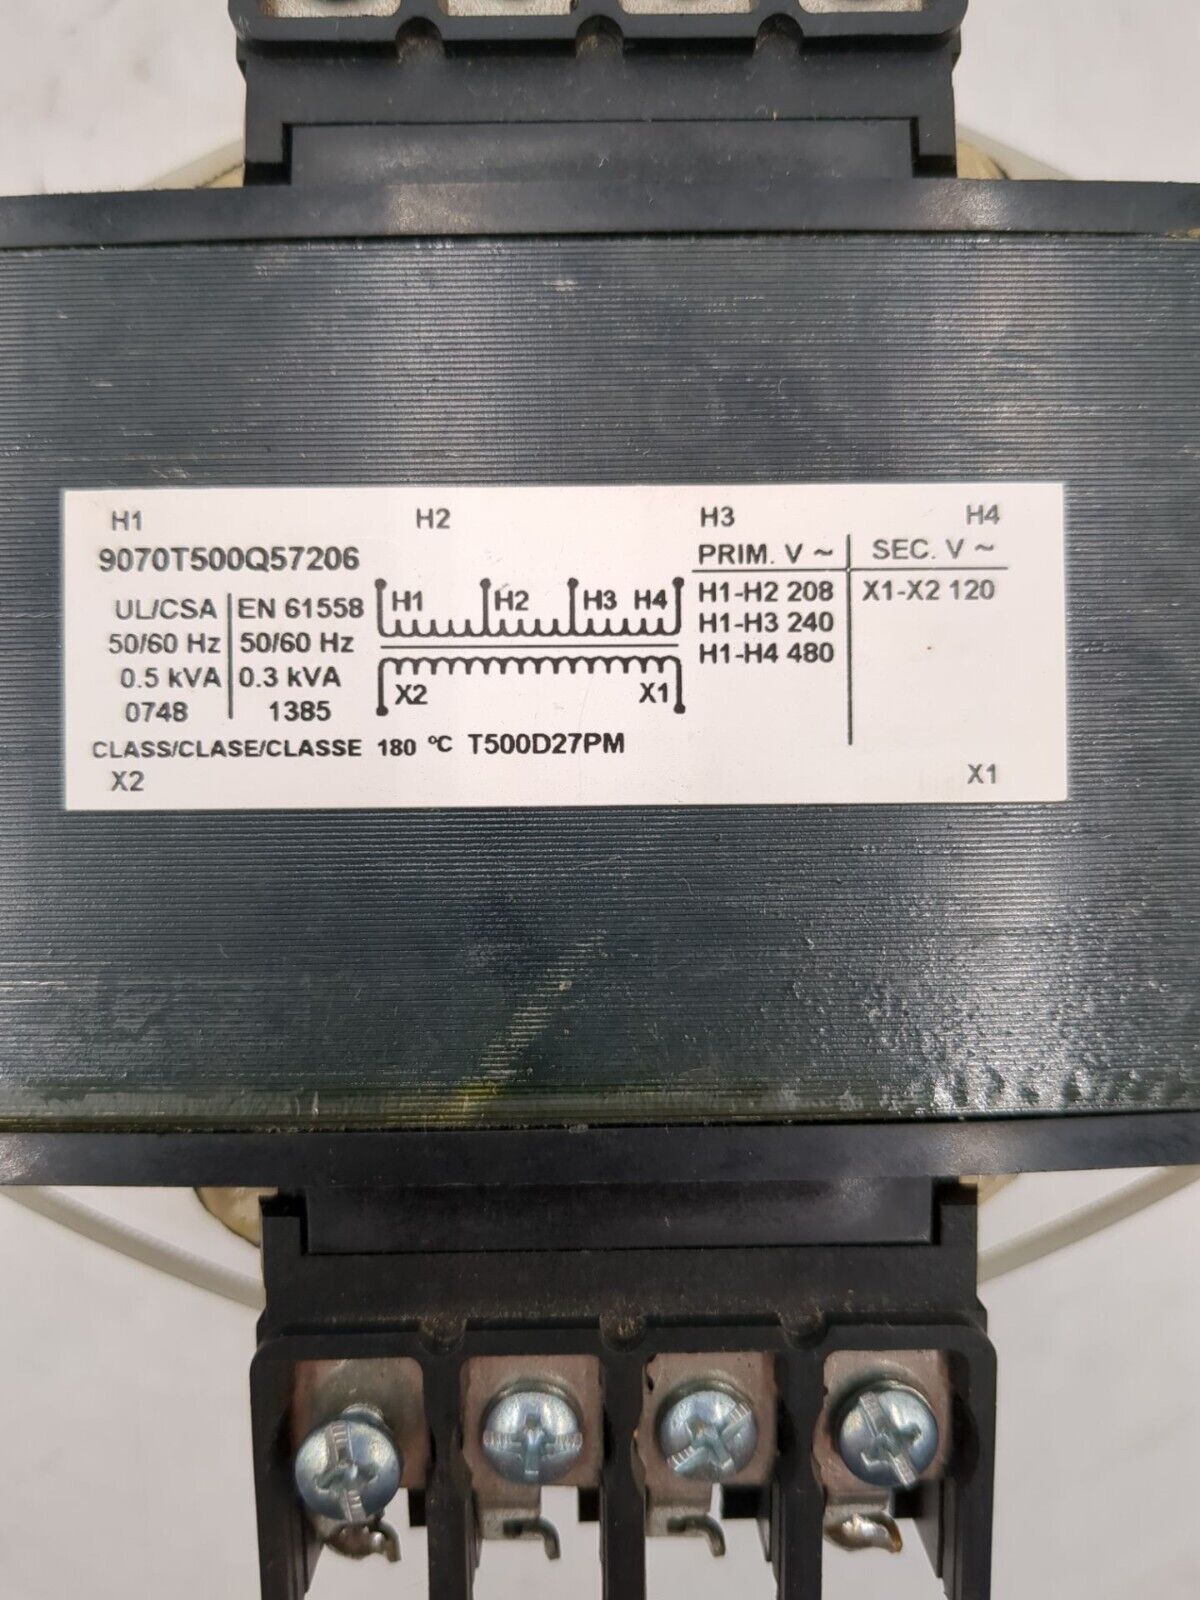 H1 H2 H3 H4
9070T500Q57206 PRIM. V ~ SEC. V ~
UL/CSA EN 61558 H1 H2 H3 H4 H1-H2 208 X1-X2 120
50/60 Hz 50/60 Hz H1-H3 240
0.5 kVA 0.3 kVA H1-H4 480
0748 1385 X2 X1
CLASS/CLASE/CLASSE 180 °C T500D27PM
X2 X1